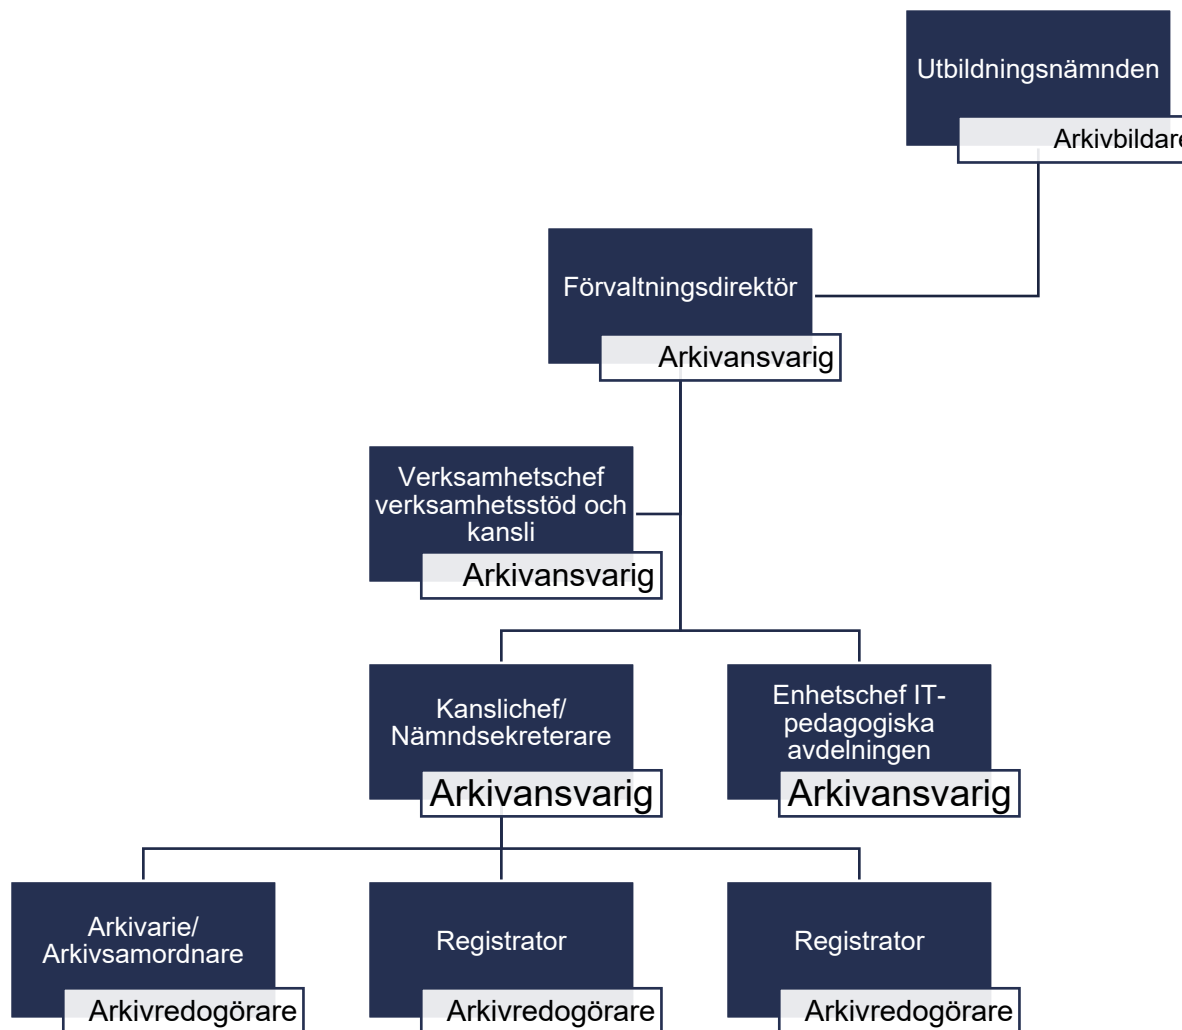 Utbildningsnämnden
Arkivbildare
Förvaltningsdirektör
Arkivansvarig
Verksamhetschef
verksamhetsstöd och
kansli
Arkivansvarig
Kanslichef/
Nämndsekreterare
Arkivansvarig
Enhetschef IT-
pedagogiska
avdelningen
Arkivansvarig
Arkivarie/
Arkivsamordnare
Arkivredogörare
Registrator
Arkivredogörare
Registrator
Arkivredogörare